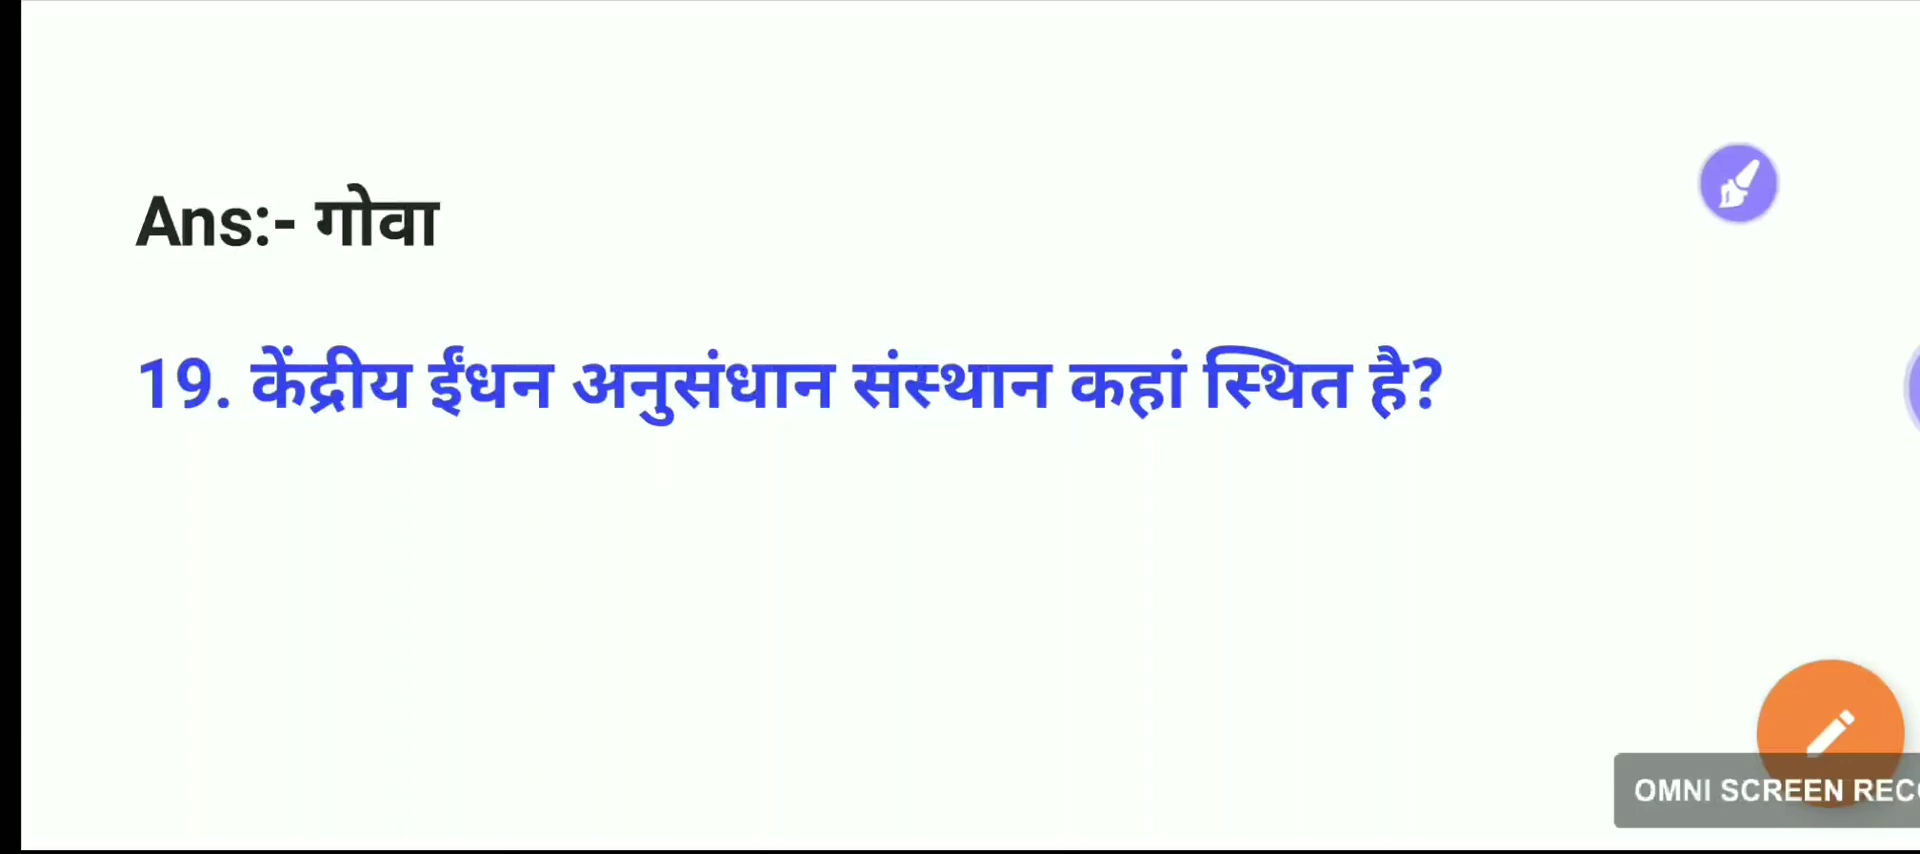 Ans:- गोवा
19. केंद्रीय ईंधन अनुसंधान संस्थान कहां स्थित है?
OMNI SCREEN REC